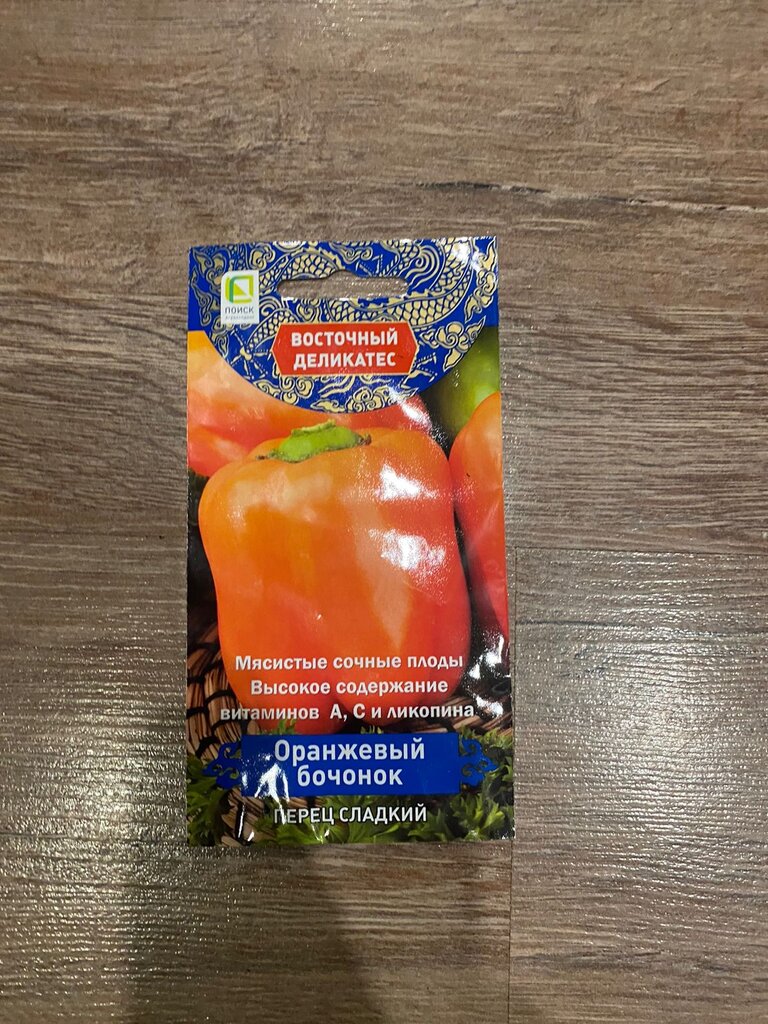 ПОИСК
ВОСТОЧНЫЙ
ДЕЛИКАТЕС
Мясистые сочные плоды
Высокое содержание
витаминов А, С и ликопина
Оранжевый
бочонок
ПЕРЕЦ СЛАДКИЙ